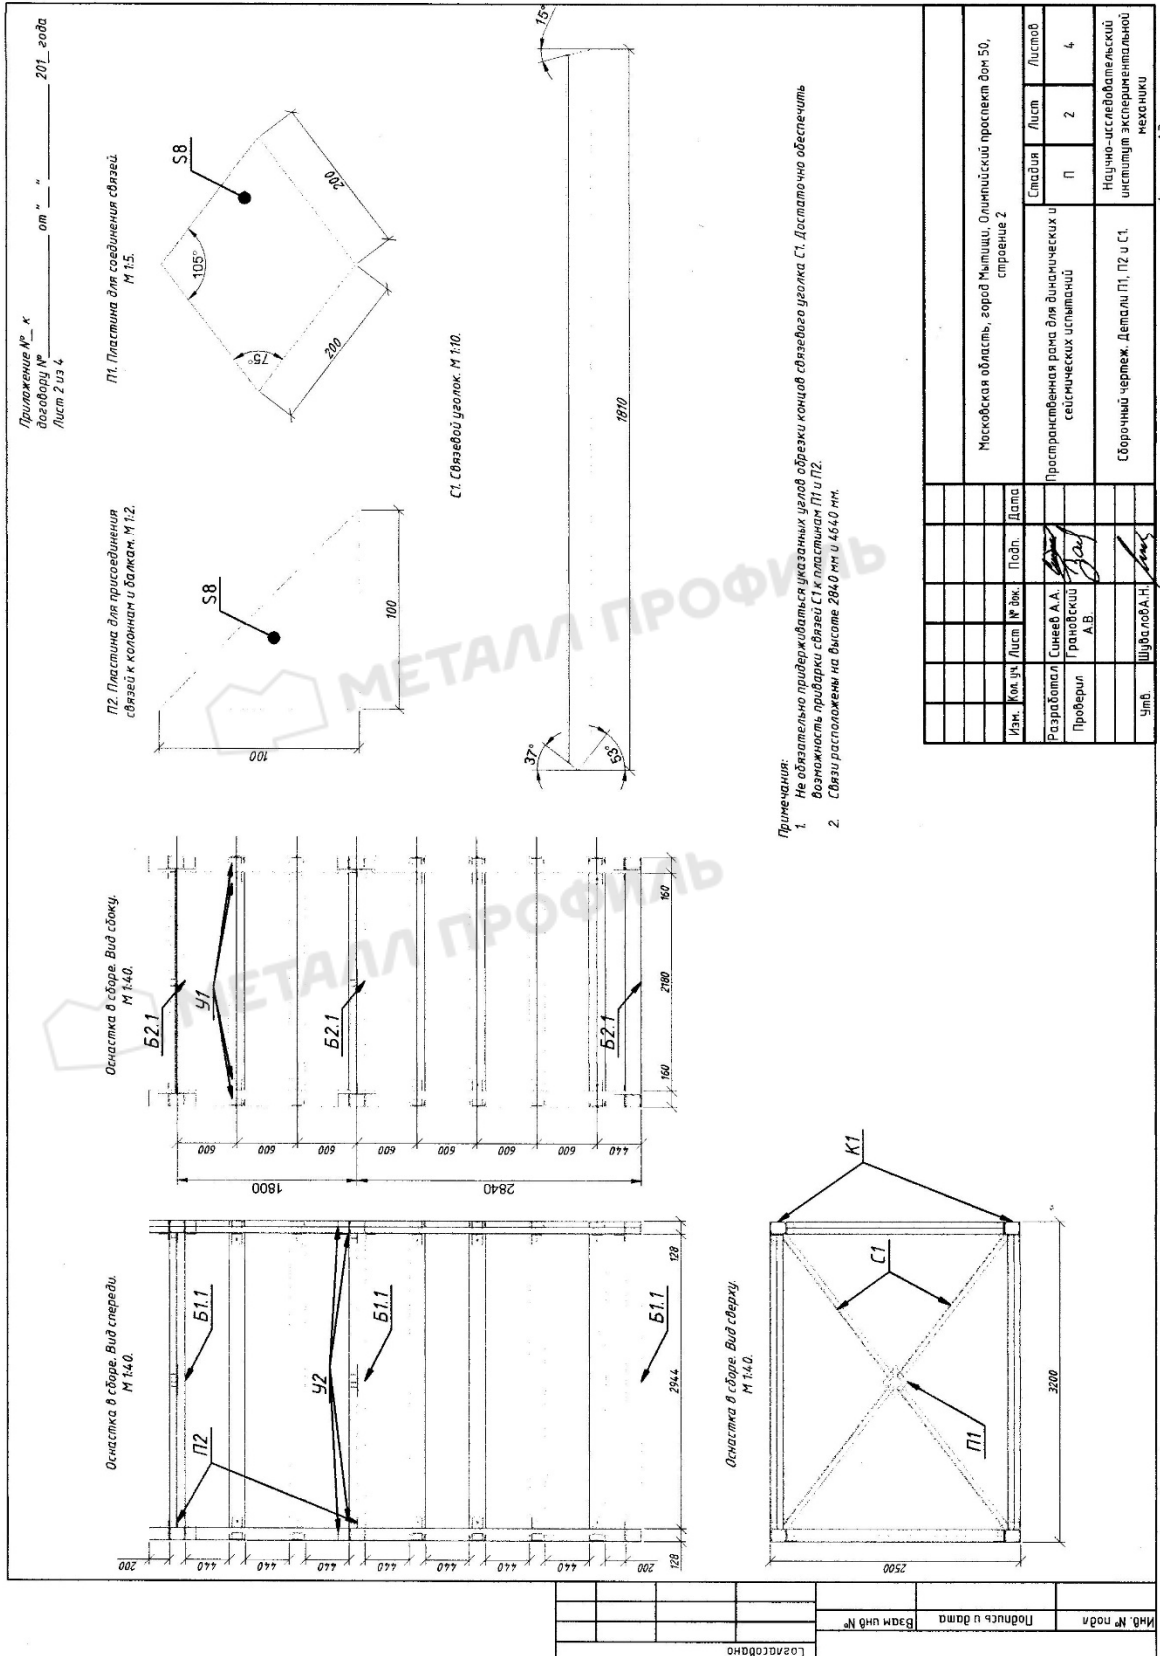 Приложение №_ к
договору № от "_" 201_ года
Лист 2 из 4
Оснастка в сборе. Вид спереди.
М 1:40.
П2
Б1.1
У2
Б1.1
Б1.1
200
440
440
440
440
440
440
440
200
128
2944
128
Оснастка в сборе. Вид сбоку.
М 1:40.
Б2.1
У1
Б2.1
Б2.1
600
600
600
600
600
600
600
440
1800
2840
160
2180
160
П2. Пластина для присоединения
связей к колоннам и балкам. М 1:2.
S8
100
100
П1. Пластина для соединения связей.
М 1:5.
S8
105°
75°
200
200
С1. Связевой уголок. М 1:10.
37°
53°
15°
1810
Оснастка в сборе. Вид сверху.
М 1:40.
К1
С1
П1
2500
3200
Примечания:
1. Не обязательно придерживаться указанных углов обрезки концов связевого уголка С1. Достаточно обеспечить
возможность приварки связей С1 к пластинам П1 и П2.
2. Связи расположены на высоте 2840 мм и 4640 мм.
Московская область, город Мытищи, Олимпийский проспект дом 50,
строение 2
Изм. Кол. уч. Лист № док. Подп. Дата
Разработал Синеев А.А.
Проверил Грановский
А.В.
Утв. Шувалов А.Н.
Пространственная рама для динамических и
сейсмических испытаний
Стадия Лист Листов
П 2 4
Сборочный чертеж. Детали П1, П2 и С1.
Научно-исследовательский
институт экспериментальной
механики
Согласовано
Взам инв №
Подпись и дата
Инв. № подл
МЕТАЛЛ ПРОФИЛЬ
МЕТАЛЛ ПРОФИЛЬ